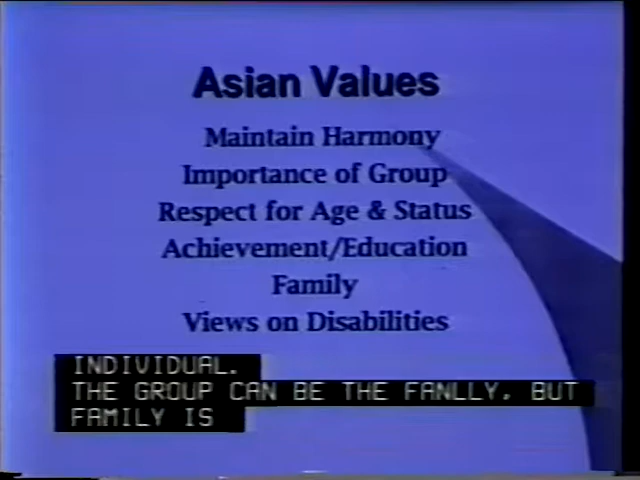 Asian Values
Maintain Harmony
Importance of Group
Respect for Age & Status
Achievement/Education
Family
Views on Disabilities
INDIVIDUAL.
THE GROUP CAN BE THE FANLLY. BUT
FAMILY IS